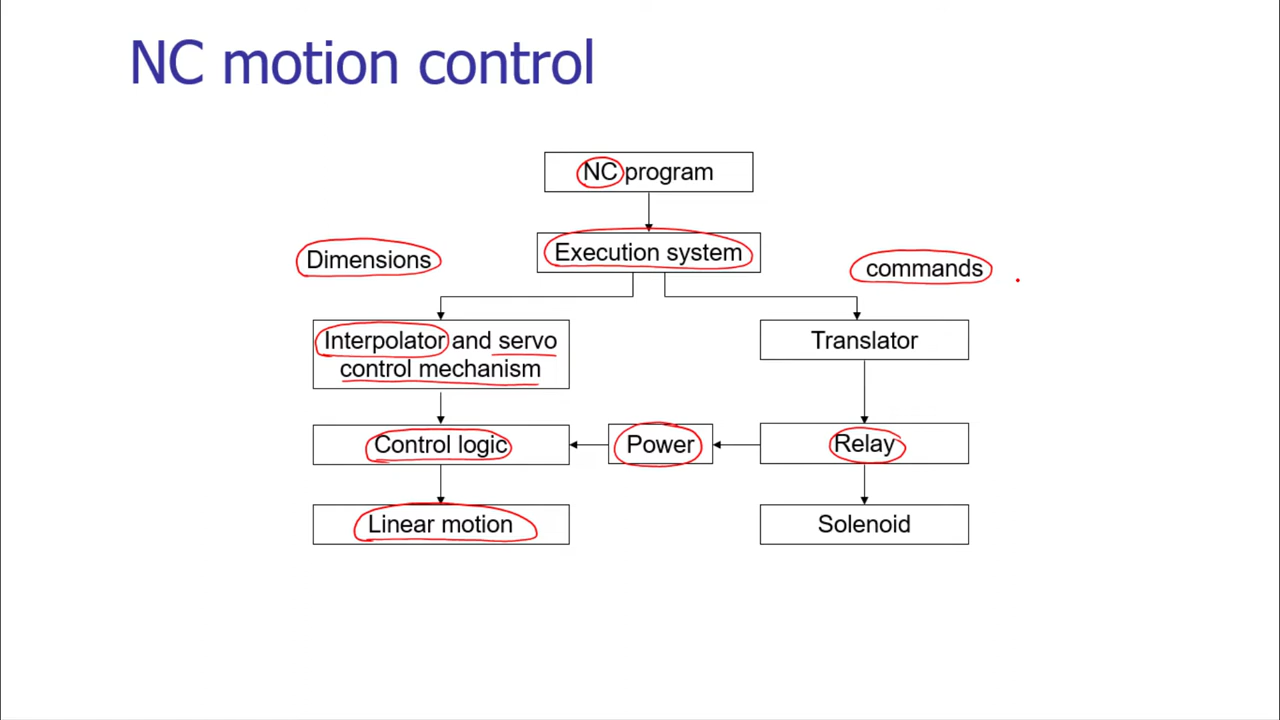 NC motion control
NC program
Execution system
Dimensions
commands
Interpolator and servo
control mechanism
Translator
Control logic
Power
Relay
Linear motion
Solenoid